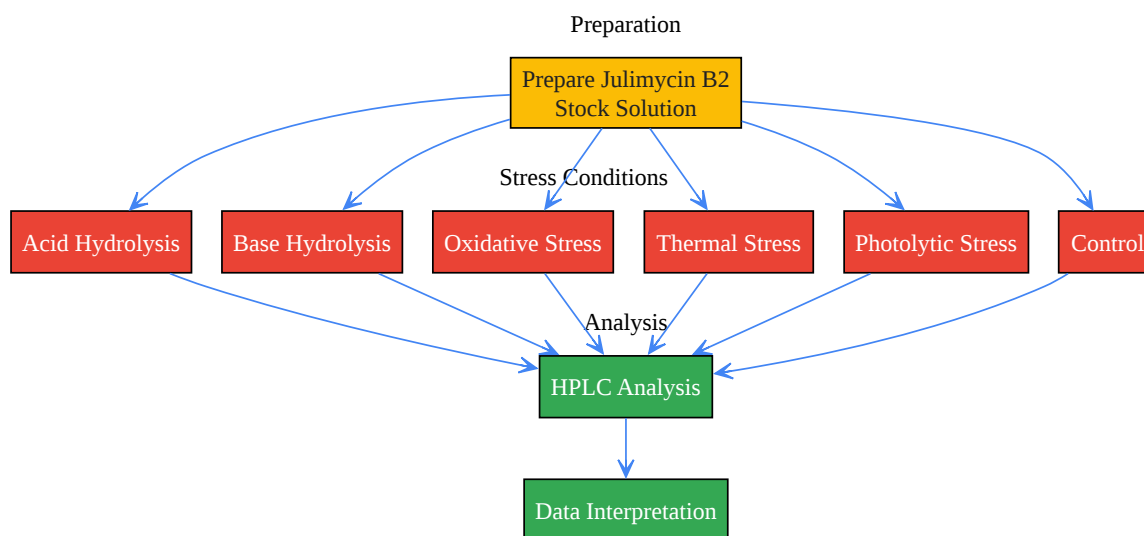 Preparation
Prepare Julimycin B2
Stock Solution
Stress Conditions
Acid Hydrolysis
Base Hydrolysis
Oxidative Stress
Thermal Stress
Photolytic Stress
Control
Analysis
HPLC Analysis
Data Interpretation